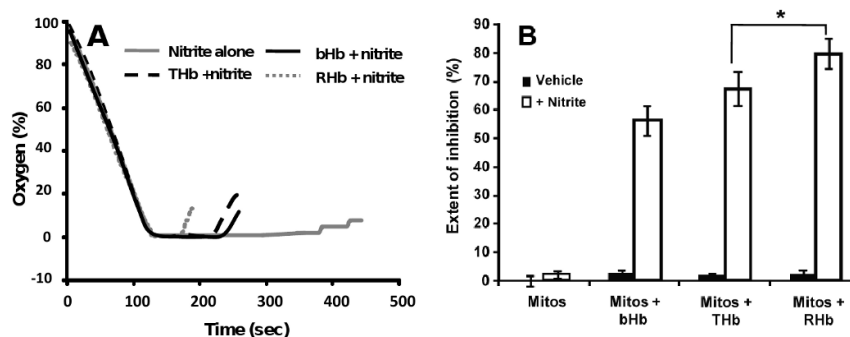 A
Nitrite alone
bHb + nitrite
THb +nitrite
RHb + nitrite
Oxygen (%)
100
80
60
40
20
0
-10
0
100
200
300
400
500
Time (sec)
B
*
Vehicle
+ Nitrite
Extent of inhibition (%)
90
80
70
60
50
40
30
20
10
0
Mitos
Mitos +
bHb
Mitos +
THb
Mitos +
RHb